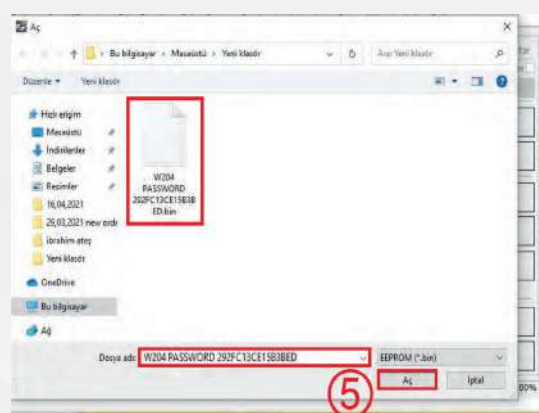 Aç
Bu bilgisayar › Masaüstü › Yeni klasör
Ara: Yeni klasör
Düzenle
Yeni klasör
Hızlı erişim
Masaüstü
İndirilenler
Belgeler
Resimler
16,04,2021
29,03,2021 new ordr
ibrahim ateş
Yeni klasör
OneDrive
Bu bilgisayar
Ağ
W204
PASSWORD
292FC13CE15B3B
ED.bin
Dosya adı:
W204 PASSWORD 292FC13CE15B3BED
EEPROM (*.bin)
5
Aç
İptal
00%